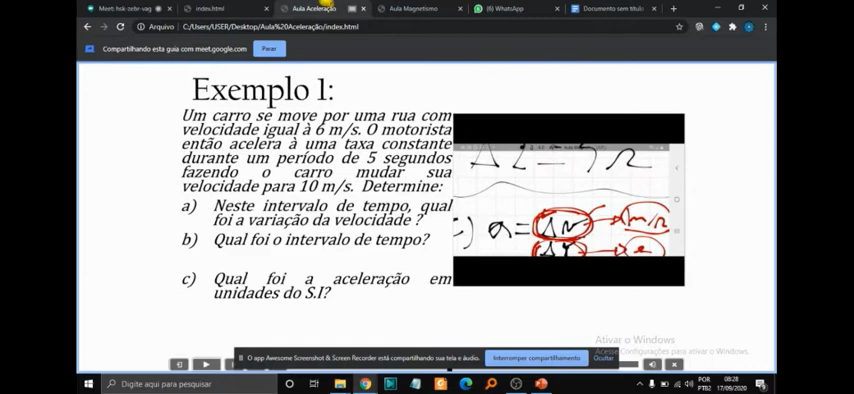 Meet: hsk-zebr-vag
index.html
Aula Aceleração
Aula Magnetismo
WhatsApp
Documento sem título
Arquivo | C:/Users/USER/Desktop/Aula%20Aceleração/index.html
Compartilhando esta guia com meet.google.com
Parar
Exemplo 1:
Um carro se move por uma rua com
velocidade igual à 6 m/s. O motorista
então acelera à uma taxa constante
durante um período de 5 segundos
fazendo o carro mudar sua
velocidade para 10 m/s. Determine:
a) Neste intervalo de tempo, qual
foi a variação da velocidade ?
b) Qual foi o intervalo de tempo?
c) Qual foi a aceleração em
unidades do S.I?
a = Δv
m/s
Ativar o Windows
Acesse Configurações para ativar o Windows.
O app Awesome Screenshot & Screen Recorder está compartilhando sua tela e áudio.
Interromper compartilhamento
Ocultar
Digite aqui para pesquisar
POR
PTB2
08:28
17/09/2020